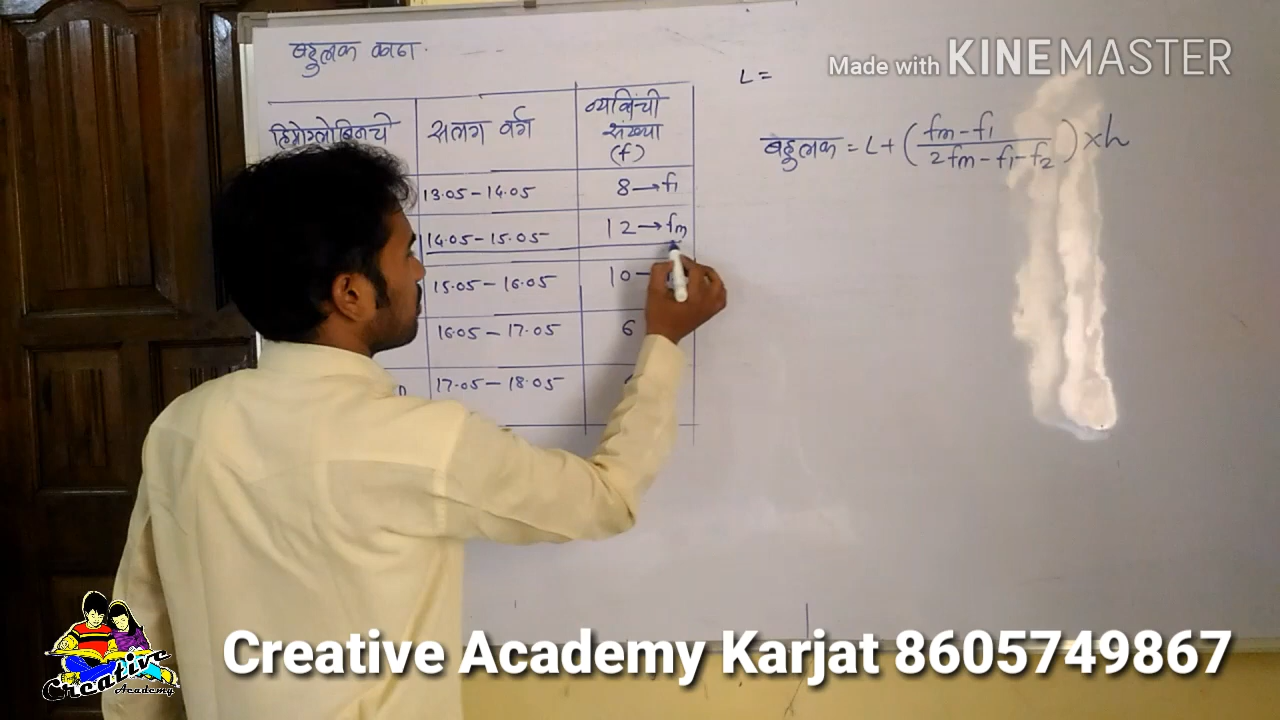 बहुलक काढा.
L =
Made with KINEMASTER
हिमोग्लोबिनचे
सलग वर्ग
व्यक्तिंची
संख्या
(f)
बहुलक = L + ( fm - f1 / 2fm - f1 - f2 ) × h
13.05 - 14.05 8 → f1
14.05 - 15.05 12 → fm
15.05 - 16.05 10 -
16.05 - 17.05 6
17.05 - 18.05
Creative Academy Karjat 8605749867
Creative
Academy